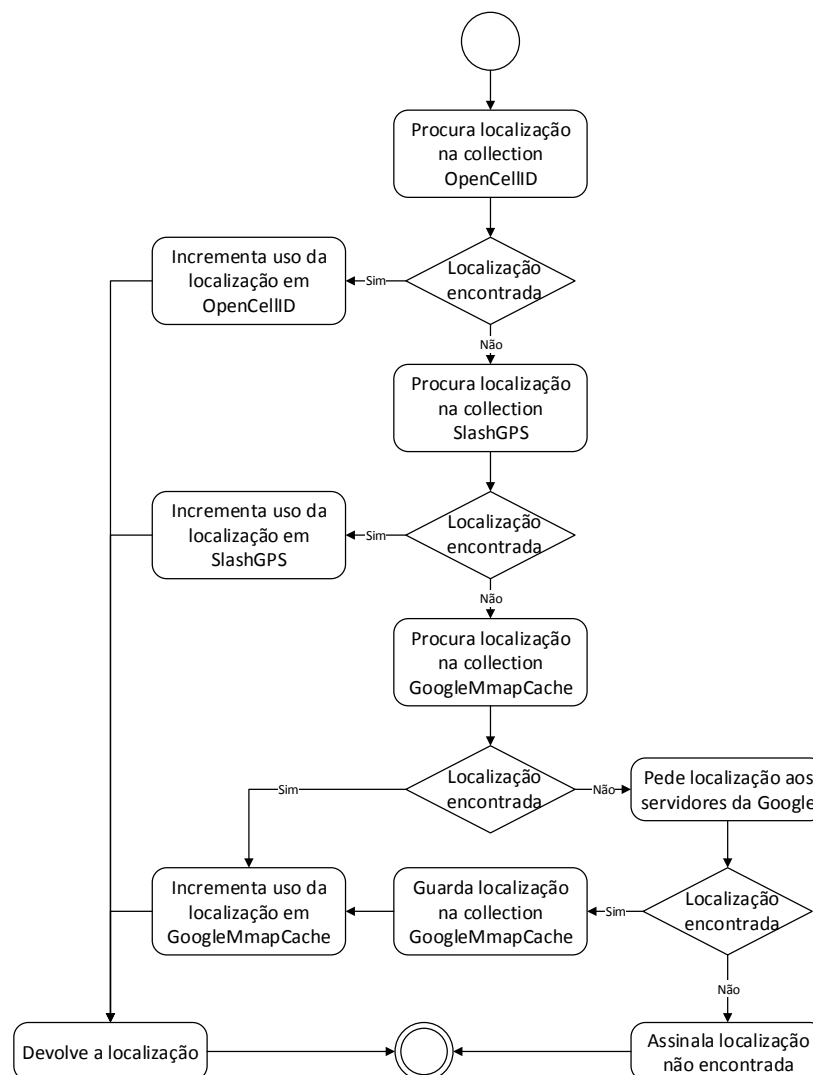 Procura localização
na collection
OpenCellID
Incrementa uso da
localização em
OpenCellID
Sim
Localização
encontrada
Não
Procura localização
na collection
SlashGPS
Incrementa uso da
localização em
SlashGPS
Sim
Localização
encontrada
Não
Procura localização
na collection
GoogleMmapCache
Sim
Localização
encontrada
Não
Pede localização aos
servidores da Google
Incrementa uso da
localização em
GoogleMmapCache
Guarda localização
na collection
GoogleMmapCache
Sim
Localização
encontrada
Não
Devolve a localização
Assinala localização
não encontrada